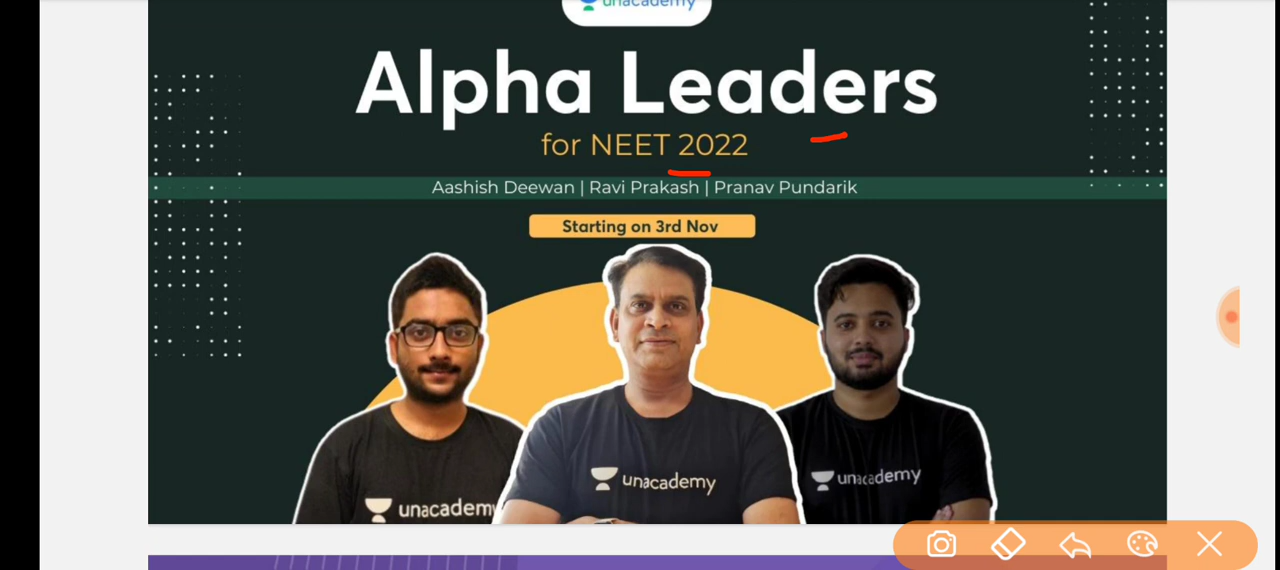 unacademy
Alpha Leaders
for NEET 2022
Aashish Deewan | Ravi Prakash | Pranav Pundarik
Starting on 3rd Nov
unacademy
unacademy
unacademy